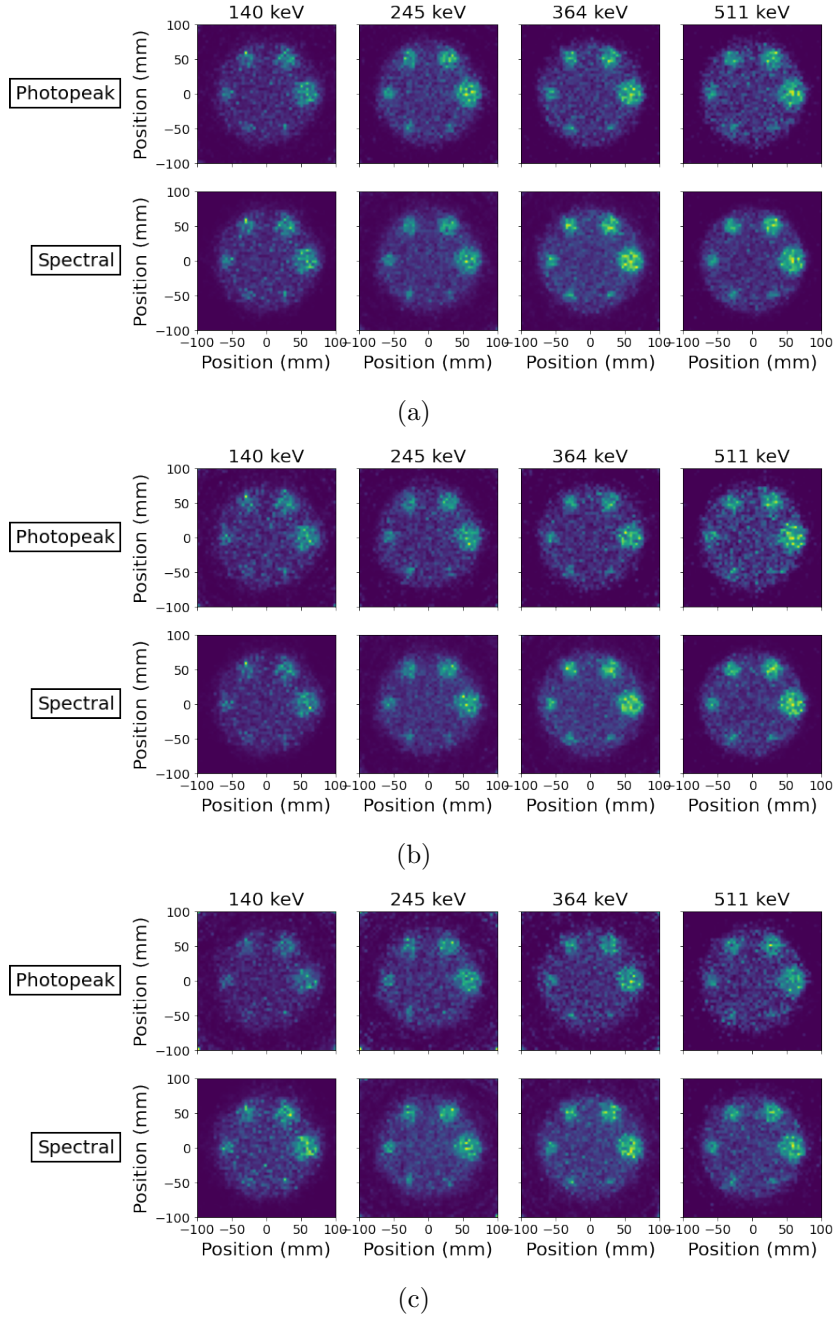 140 keV 245 keV 364 keV 511 keV
Photopeak
Position (mm)
100
50
0
−50
−100
Spectral
Position (mm)
100
50
0
−50
−100
−100 −50 0 50 100 −100 −50 0 50 100 −100 −50 0 50 100 −100 −50 0 50 100
Position (mm) Position (mm) Position (mm) Position (mm)
(a)
140 keV 245 keV 364 keV 511 keV
Photopeak
Position (mm)
100
50
0
−50
−100
Spectral
Position (mm)
100
50
0
−50
−100
−100 −50 0 50 100 −100 −50 0 50 100 −100 −50 0 50 100 −100 −50 0 50 100
Position (mm) Position (mm) Position (mm) Position (mm)
(b)
140 keV 245 keV 364 keV 511 keV
Photopeak
Position (mm)
100
50
0
−50
−100
Spectral
Position (mm)
100
50
0
−50
−100
−100 −50 0 50 100 −100 −50 0 50 100 −100 −50 0 50 100 −100 −50 0 50 100
Position (mm) Position (mm) Position (mm) Position (mm)
(c)